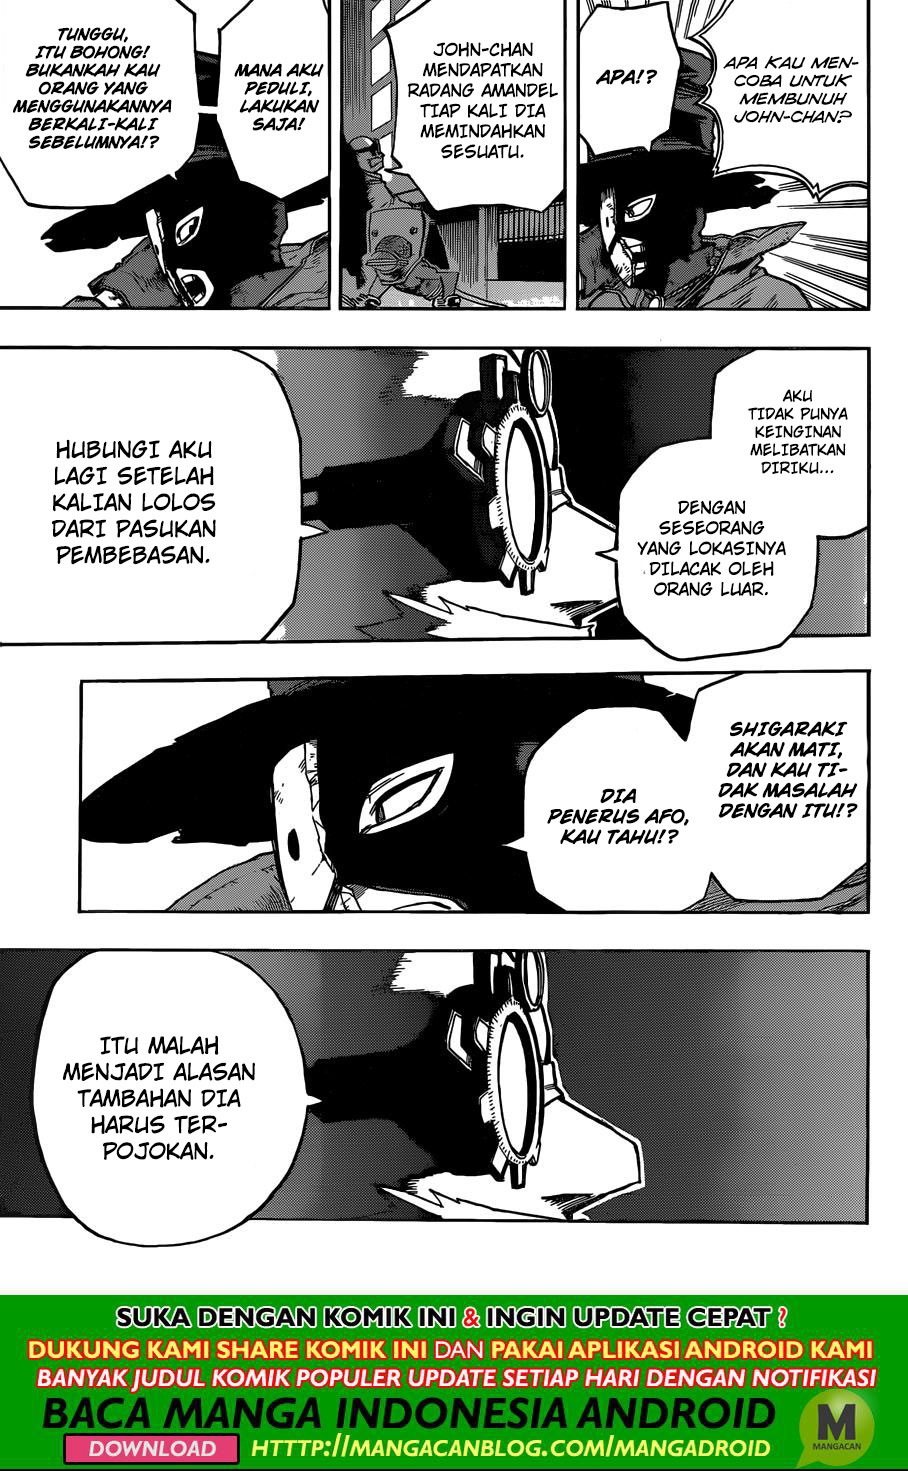 APA KAU MEN-
COBA UNTUK
MEMBUNUH
JOHN-CHAN?
APA!?
JOHN-CHAN
MENDAPATKAN
RADANG AMANDEL
TIAP KALI DIA
MEMINDAHKAN
SESUATU.
MANA AKU
PEDULI,
LAKUKAN
SAJA!
TUNGGU,
ITU BOHONG!
BUKANKAH KAU
ORANG YANG
MENGGUNAKANNYA
BERKALI-KALI
SEBELUMNYA!?
AKU
TIDAK PUNYA
KEINGINAN
MELIBATKAN
DIRIKU...
DENGAN
SESEORANG
YANG LOKASINYA
DILACAK OLEH
ORANG LUAR.
HUBUNGI AKU
LAGI SETELAH
KALIAN LOLOS
DARI PASUKAN
PEMBEBASAN.
SHIGARAKI
AKAN MATI,
DAN KAU TI-
DAK MASALAH
DENGAN ITU!?
DIA
PENERUS AFO,
KAU TAHU!?
ITU MALAH
MENJADI ALASAN
TAMBAHAN DIA
HARUS TER-
POJOKAN.
SUKA DENGAN KOMIK INI & INGIN UPDATE CEPAT ?
DUKUNG KAMI SHARE KOMIK INI DAN PAKAI APLIKASI ANDROID KAMI
BANYAK JUDUL KOMIK POPULER UPDATE SETIAP HARI DENGAN NOTIFIKASI
BACA MANGA INDONESIA ANDROID
DOWNLOAD HTTTP://MANGACANBLOG.COM/MANGADROID
M
MANGACAN